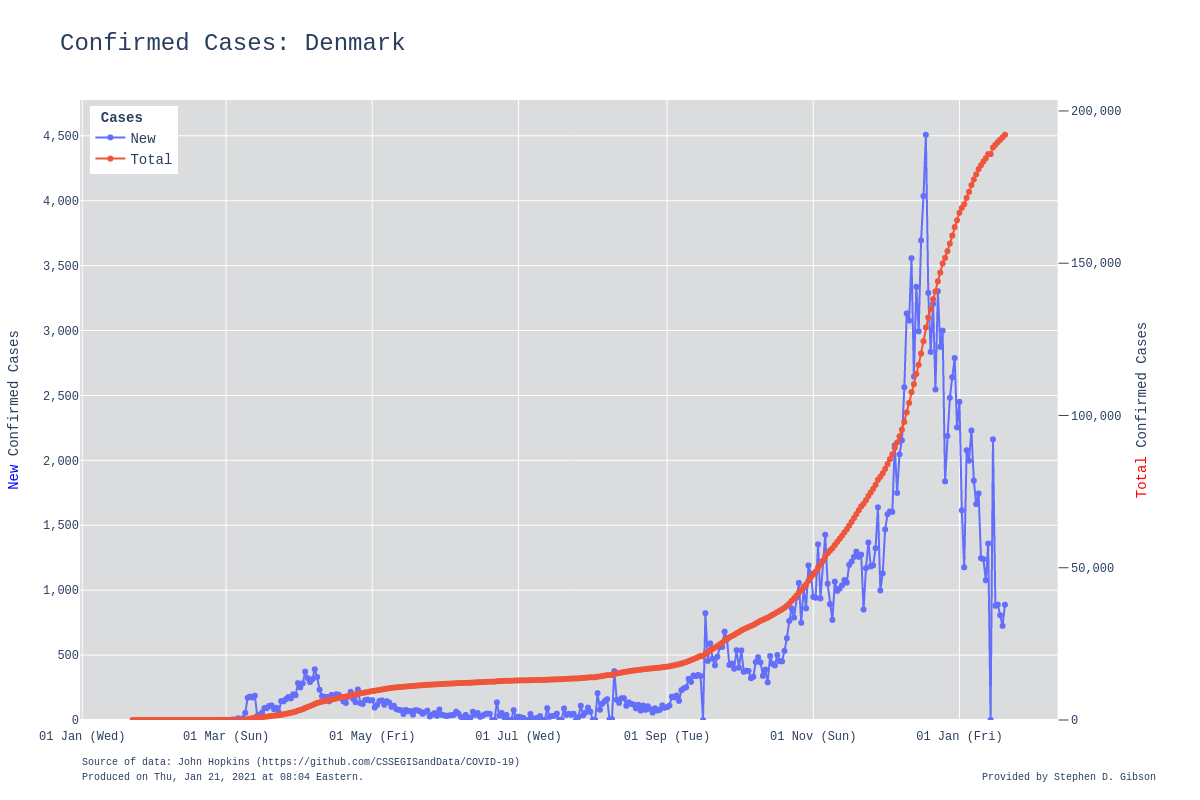 Confirmed Cases: Denmark
Cases
New
Total
4,500
4,000
3,500
3,000
2,500
2,000
1,500
1,000
500
0
New Confirmed Cases
200,000
150,000
100,000
50,000
0
Total Confirmed Cases
01 Jan (Wed) 01 Mar (Sun) 01 May (Fri) 01 Jul (Wed) 01 Sep (Tue) 01 Nov (Sun) 01 Jan (Fri)
Source of data: John Hopkins (https://github.com/CSSEGISandData/COVID-19)
Produced on Thu, Jan 21, 2021 at 08:04 Eastern.
Provided by Stephen D. Gibson